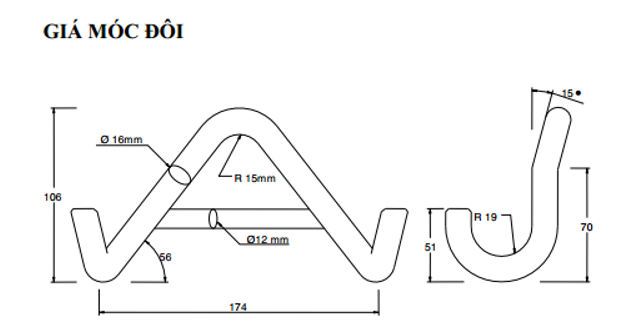 GIÁ MÓC ĐÔI
15
Ø 16mm
R 15mm
106
R 19
51
70
Ø12 mm
56
174